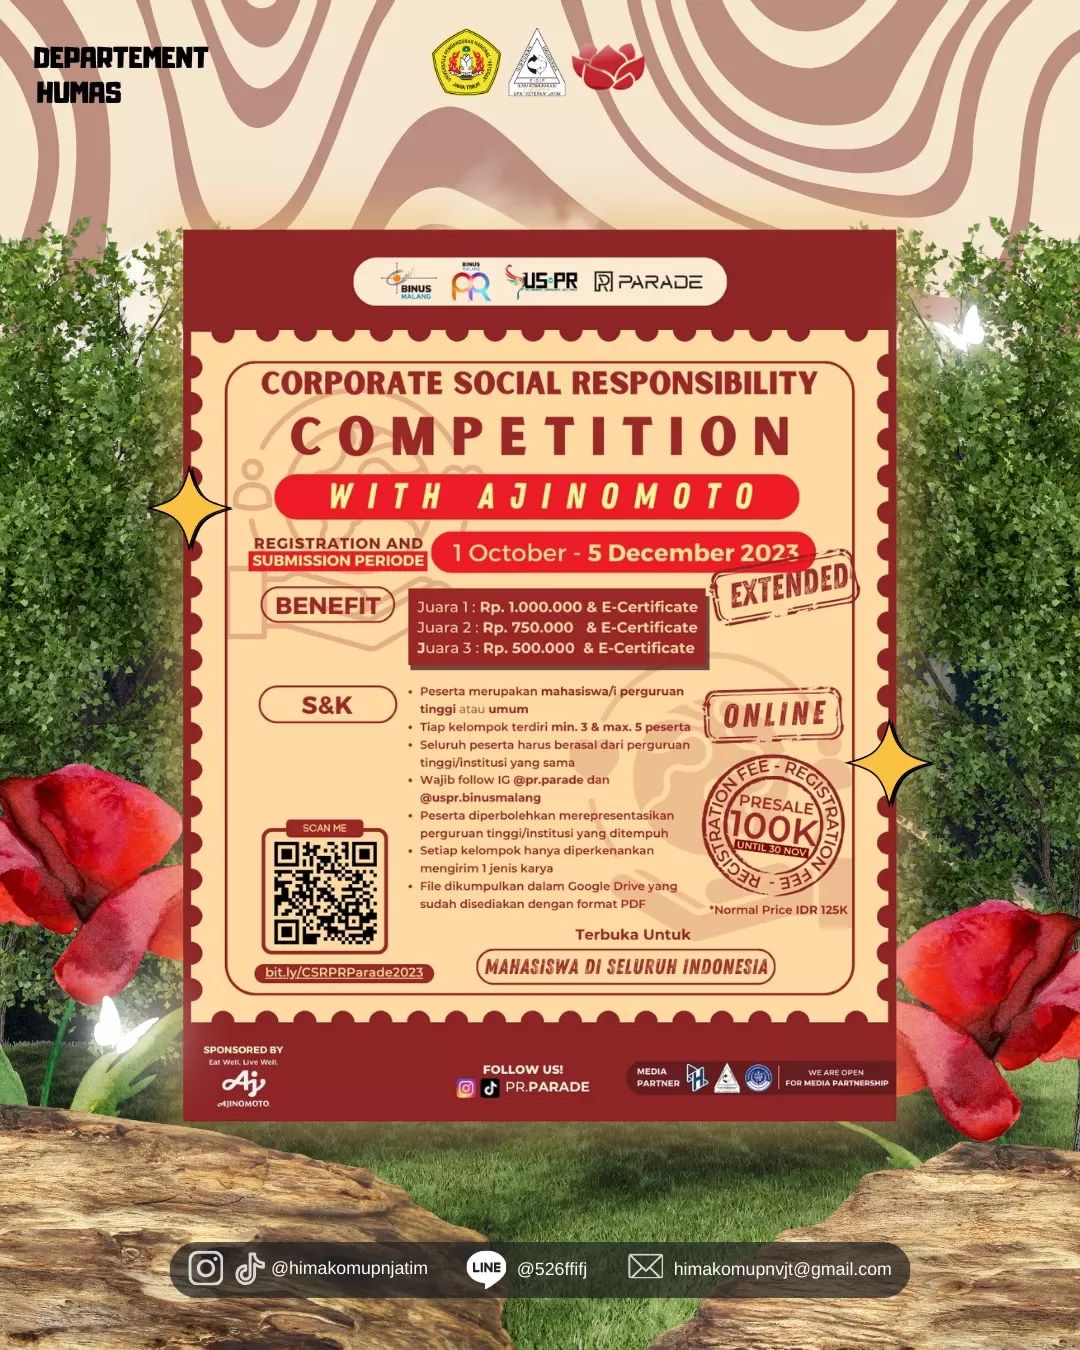 DEPARTEMENT
HUMAS
BINUS
MALANG
BINUS
MALANG
PR
US-PR
PARADE
CORPORATE SOCIAL RESPONSIBILITY
COMPETITION
WITH AJINOMOTO
REGISTRATION AND
SUBMISSION PERIODE
1 October - 5 December 2023
EXTENDED
BENEFIT
Juara 1 : Rp. 1.000.000 & E-Certificate
Juara 2 : Rp. 750.000 & E-Certificate
Juara 3 : Rp. 500.000 & E-Certificate
S&K
• Peserta merupakan mahasiswa/i perguruan
tinggi atau umum
• Tiap kelompok terdiri min. 3 & max. 5 peserta
• Seluruh peserta harus berasal dari perguruan
tinggi/institusi yang sama
• Wajib follow IG @pr.parade dan
@uspr.binusmalang
• Peserta diperbolehkan merepresentasikan
perguruan tinggi/institusi yang ditempuh
• Setiap kelompok hanya diperkenankan
mengirim 1 jenis karya
• File dikumpulkan dalam Google Drive yang
sudah disediakan dengan format PDF
ONLINE
REGISTRATION FEE - REGISTRATION FEE -
PRESALE
100K
UNTIL 30 NOV
*Normal Price IDR 125K
SCAN ME
bit.ly/CSRPRParade2023
Terbuka Untuk
MAHASISWA DI SELURUH INDONESIA
SPONSORED BY
Eat Well, Live Well.
AJINOMOTO
FOLLOW US!
PR.PARADE
MEDIA
PARTNER
WE ARE OPEN
FOR MEDIA PARTNERSHIP
@himakomupnjatim
LINE
@526ffifj
himakomupnvjt@gmail.com